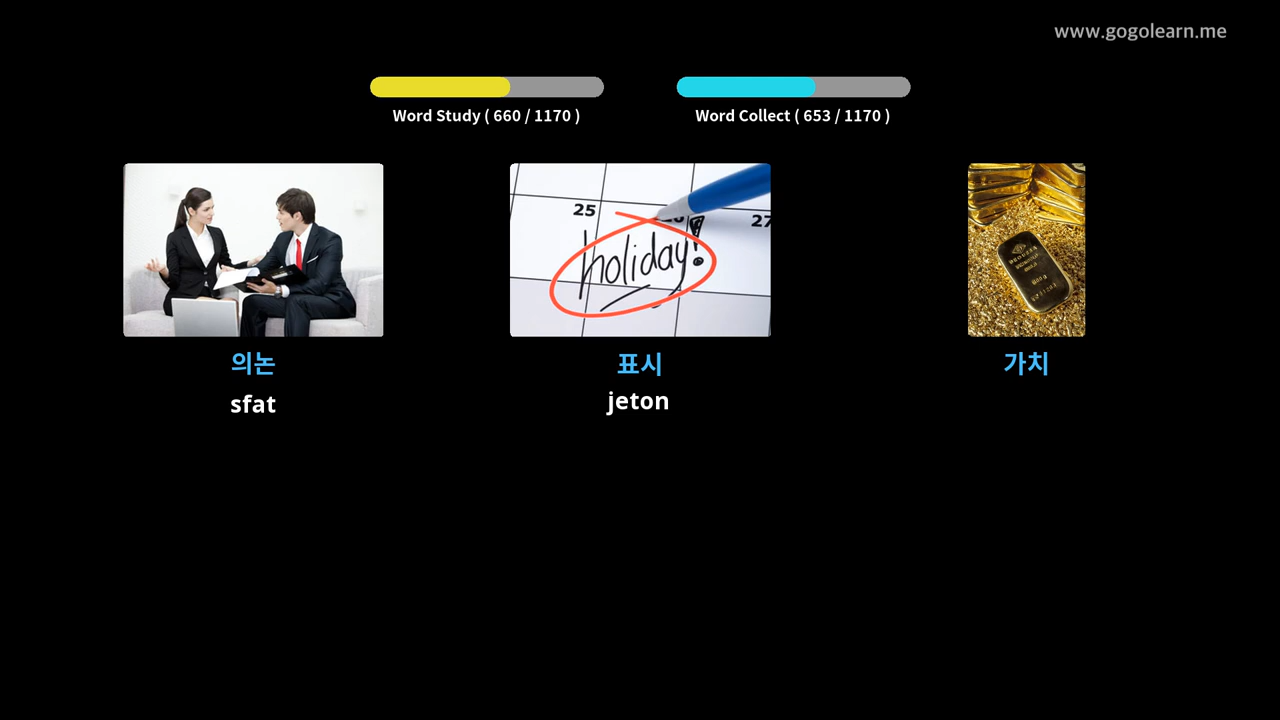 www.gogolearn.me
Word Study ( 660 / 1170 )
Word Collect ( 653 / 1170 )
25
27
holiday!
의논
표시
가치
sfat
jeton